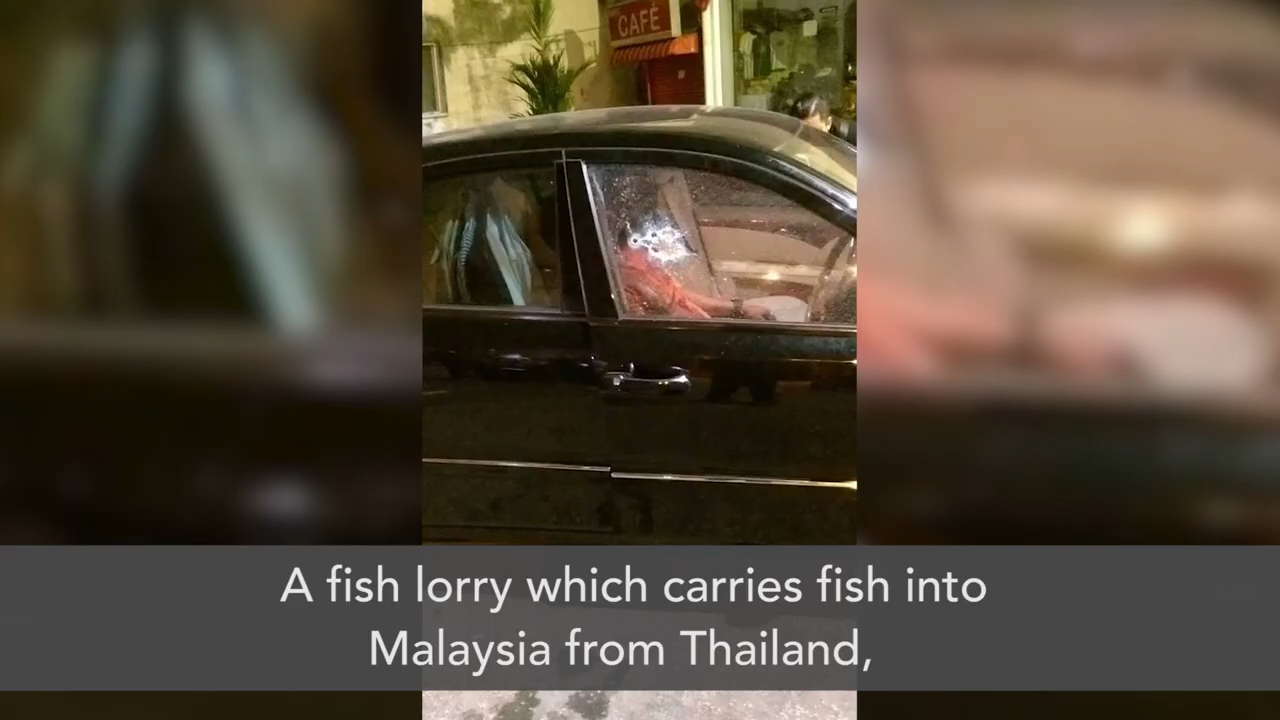 CAFÉ
A fish lorry which carries fish into
Malaysia from Thailand,